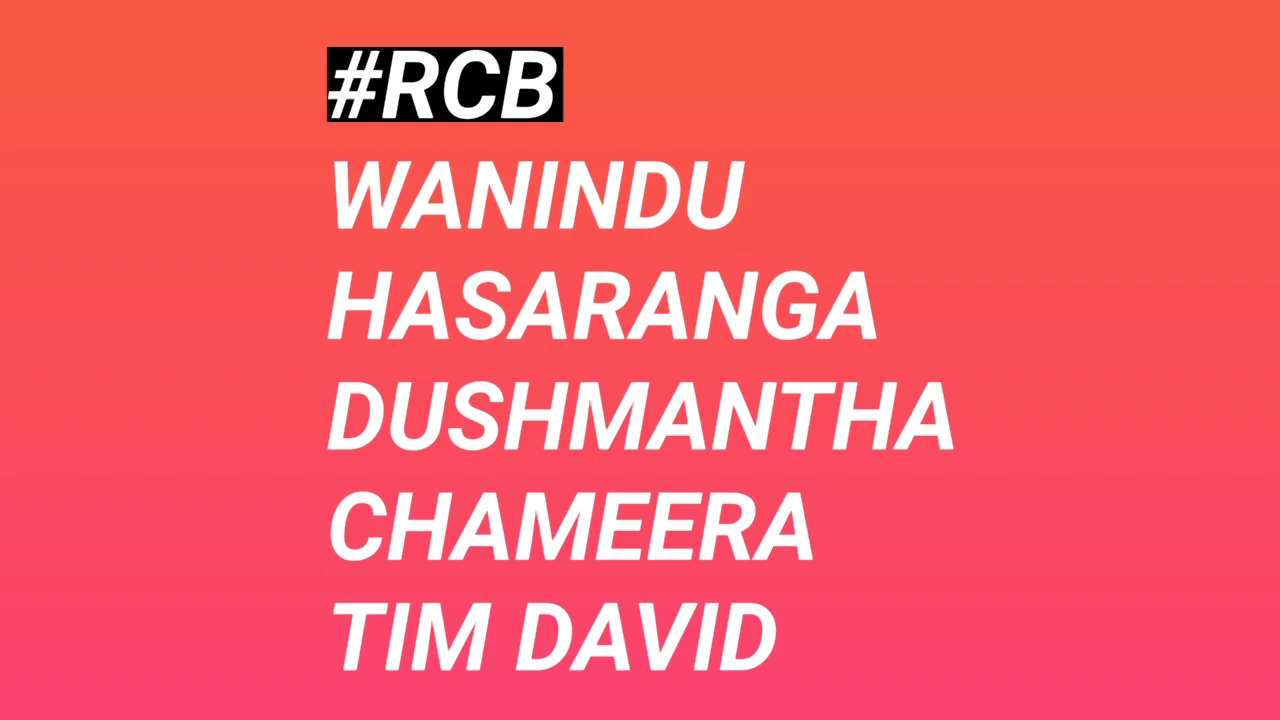 #RCB
WANINDU
HASARANGA
DUSHMANTHA
CHAMEERA
TIM DAVID